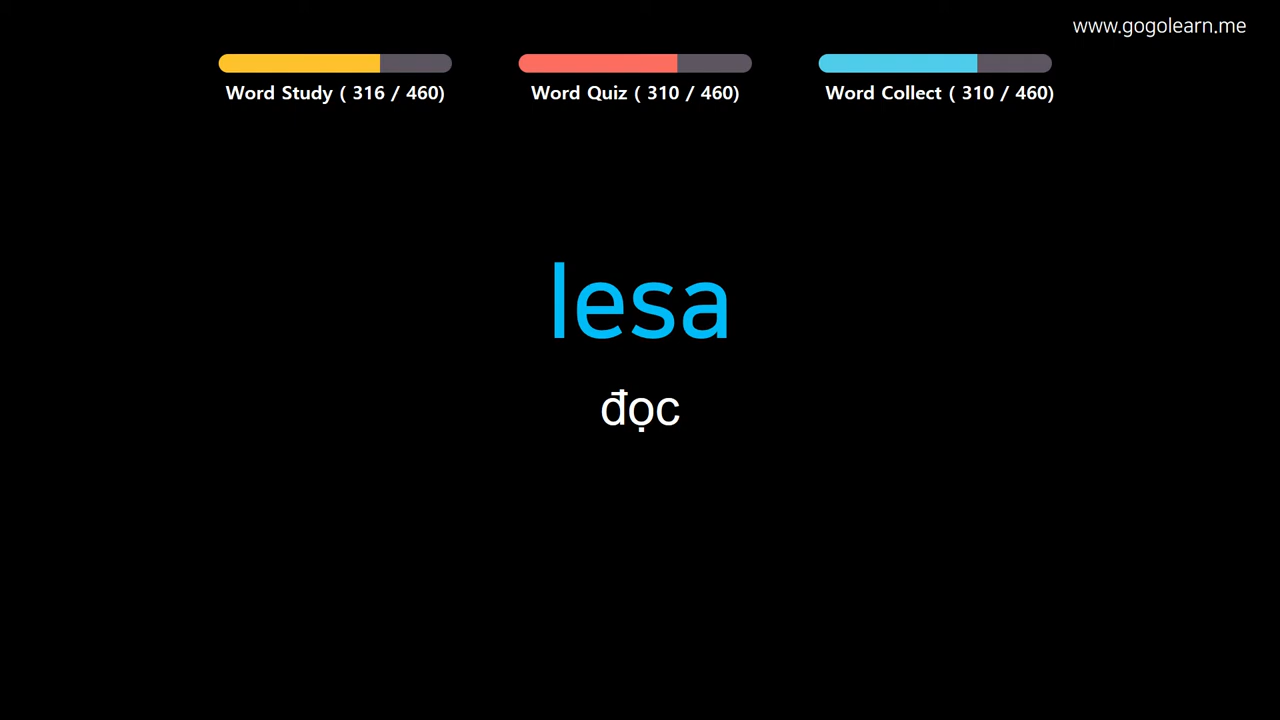 www.gogolearn.me
Word Study ( 316 / 460)
Word Quiz ( 310 / 460)
Word Collect ( 310 / 460)
lesa
đọc